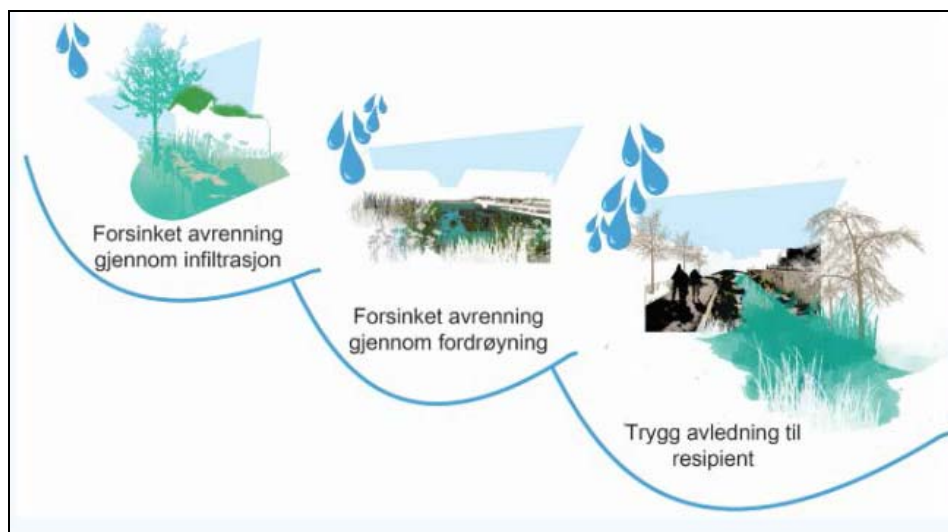 Forsinket avrenning
gjennom infiltrasjon
Forsinket avrenning
gjennom fordrøyning
Trygg avledning til
resipient